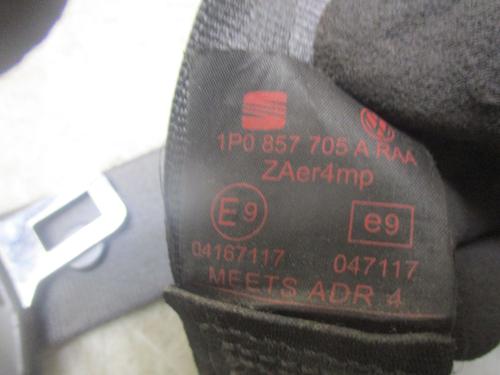 1P0 857 705 A RAA
ZAer4mp
E9 e9
04167117 047117
MEETS ADR 4